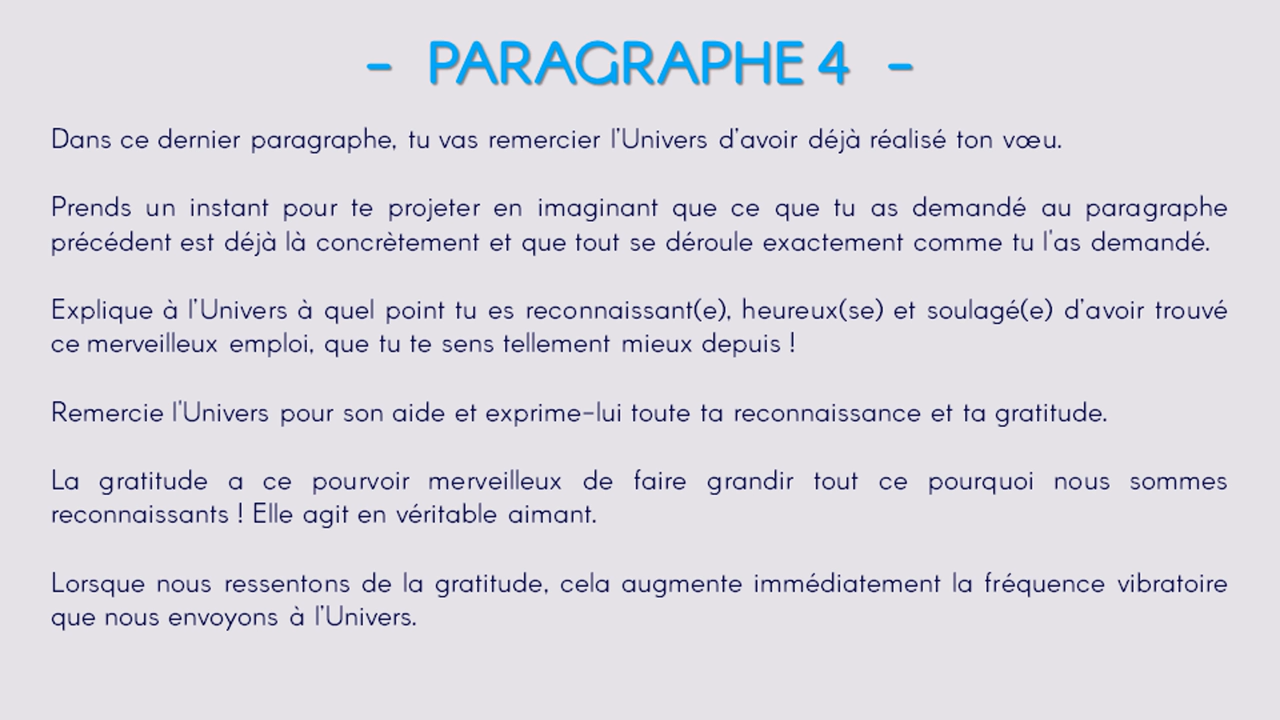 - PARAGRAPHE 4 -
Dans ce dernier paragraphe, tu vas remercier l'Univers d'avoir déjà réalisé ton vœu.
Prends un instant pour te projeter en imaginant que ce que tu as demandé au paragraphe
précédent est déjà là concrètement et que tout se déroule exactement comme tu l'as demandé.
Explique à l'Univers à quel point tu es reconnaissant(e), heureux(se) et soulagé(e) d'avoir trouvé
ce merveilleux emploi, que tu te sens tellement mieux depuis !
Remercie l'Univers pour son aide et exprime-lui toute ta reconnaissance et ta gratitude.
La gratitude a ce pourvoir merveilleux de faire grandir tout ce pourquoi nous sommes
reconnaissants ! Elle agit en véritable aimant.
Lorsque nous ressentons de la gratitude, cela augmente immédiatement la fréquence vibratoire
que nous envoyons à l'Univers.